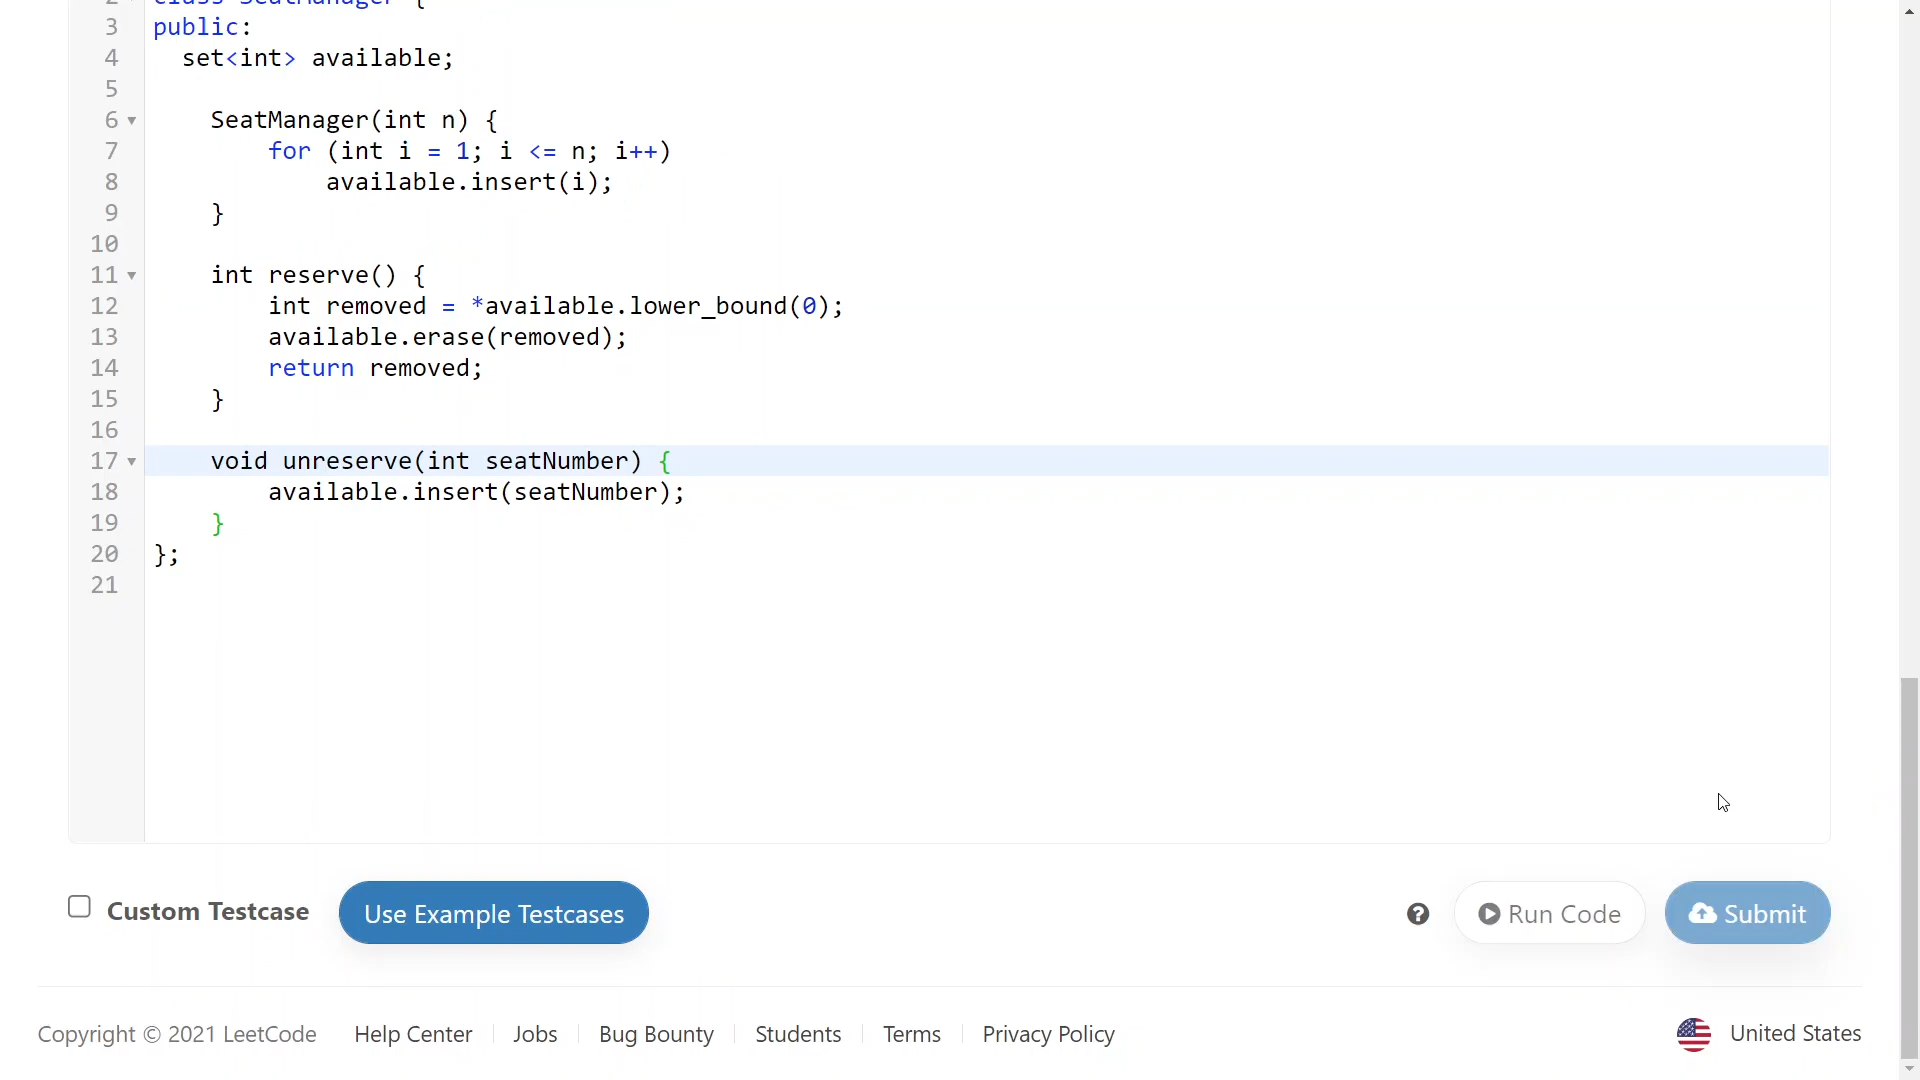 2 class SeatManager {
3 public:
4 set<int> available;
5
6 SeatManager(int n) {
7 for (int i = 1; i <= n; i++)
8 available.insert(i);
9 }
10
11 int reserve() {
12 int removed = *available.lower_bound(0);
13 available.erase(removed);
14 return removed;
15 }
16
17 void unreserve(int seatNumber) {
18 available.insert(seatNumber);
19 }
20 };
21
Custom Testcase Use Example Testcases Run Code Submit
Copyright © 2021 LeetCode Help Center Jobs Bug Bounty Students Terms Privacy Policy United States